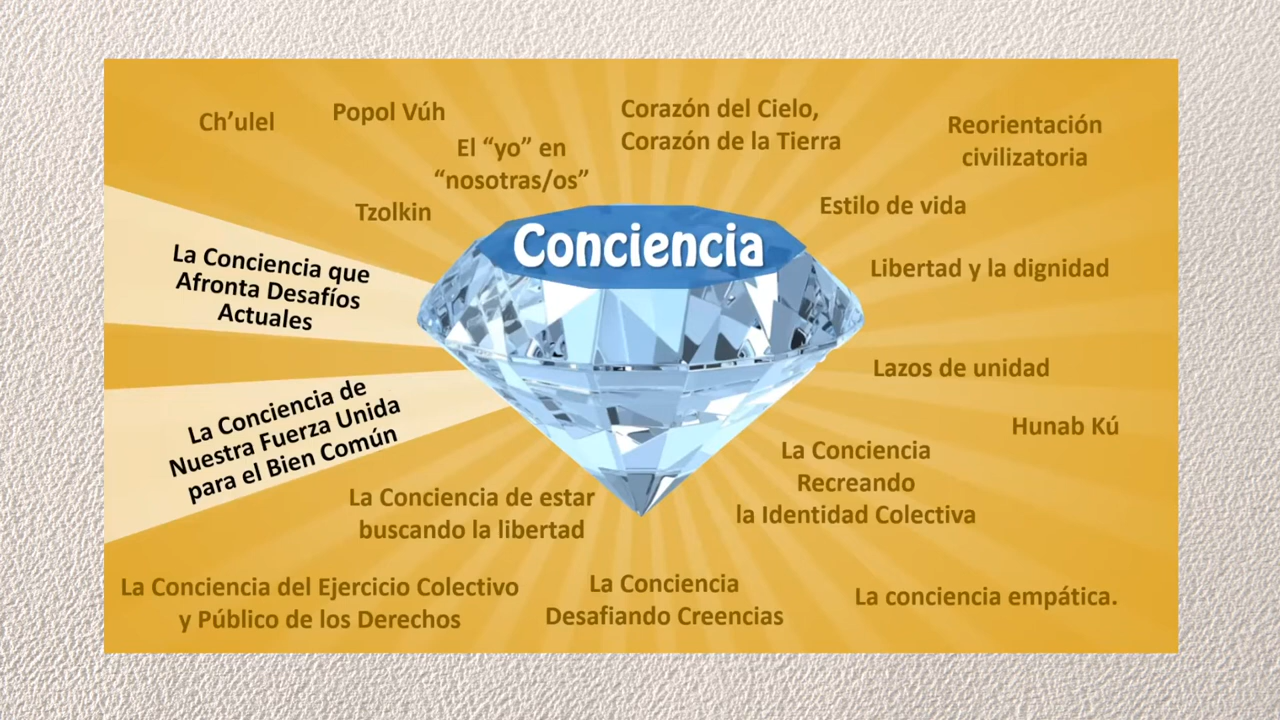 Ch’ulel
Popol Vúh
El “yo” en
“nosotras/os”
Tzolkin
Corazón del Cielo,
Corazón de la Tierra
Reorientación
civilizatoria
Estilo de vida
Conciencia
La Conciencia que
Afronta Desafíos
Actuales
Libertad y la dignidad
Lazos de unidad
La Conciencia de
Nuestra Fuerza Unida
para el Bien Común
Hunab Kú
La Conciencia
Recreando
la Identidad Colectiva
La Conciencia de estar
buscando la libertad
La Conciencia del Ejercicio Colectivo
y Público de los Derechos
La Conciencia
Desafiando Creencias
La conciencia empática.